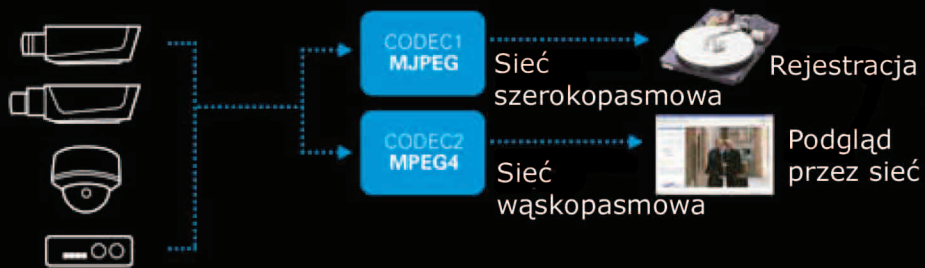 CODEC1
MJPEG
Sieć
szerokopasmowa
Rejestracja
CODEC2
MPEG4
Sieć
wąskopasmowa
Podgląd
przez sieć